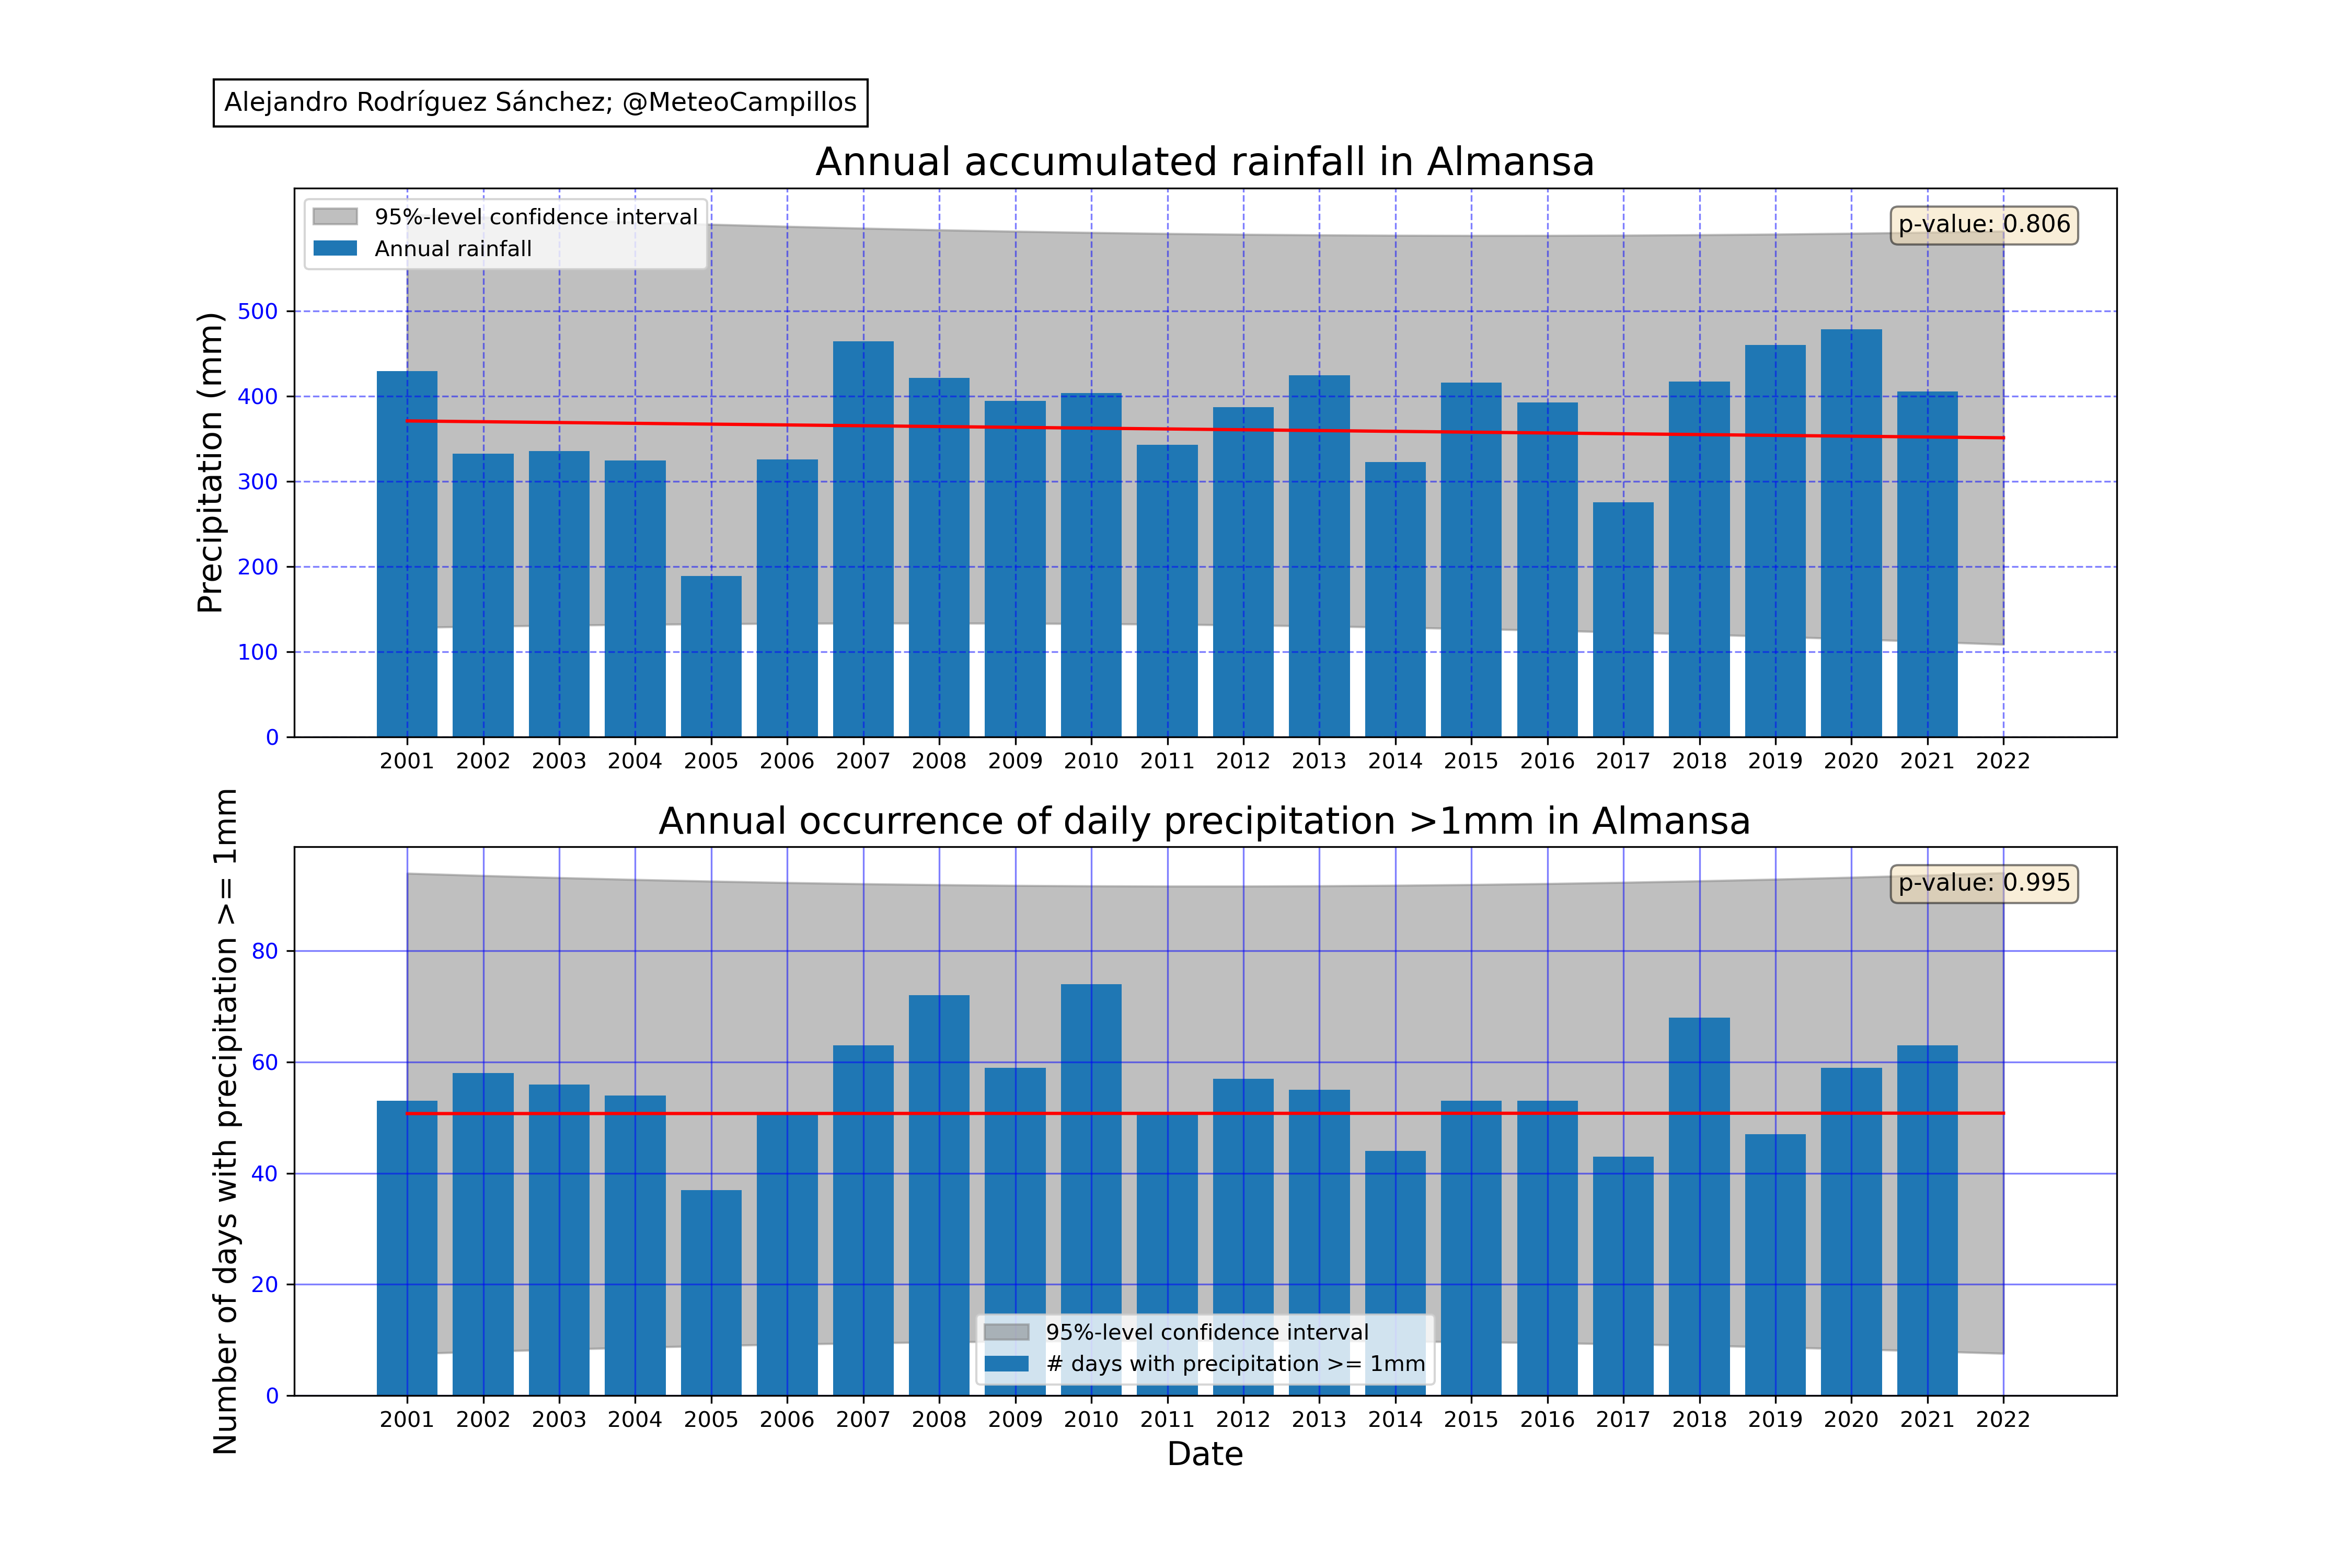 Alejandro Rodríguez Sánchez; @MeteoCampillos
Annual accumulated rainfall in Almansa
95%-level confidence interval
Annual rainfall
p-value: 0.806
Precipitation (mm)
500
400
300
200
100
0
2001 2002 2003 2004 2005 2006 2007 2008 2009 2010 2011 2012 2013 2014 2015 2016 2017 2018 2019 2020 2021 2022
Annual occurrence of daily precipitation >1mm in Almansa
p-value: 0.995
Number of days with precipitation >= 1mm
80
60
40
20
0
95%-level confidence interval
# days with precipitation >= 1mm
2001 2002 2003 2004 2005 2006 2007 2008 2009 2010 2011 2012 2013 2014 2015 2016 2017 2018 2019 2020 2021 2022
Date